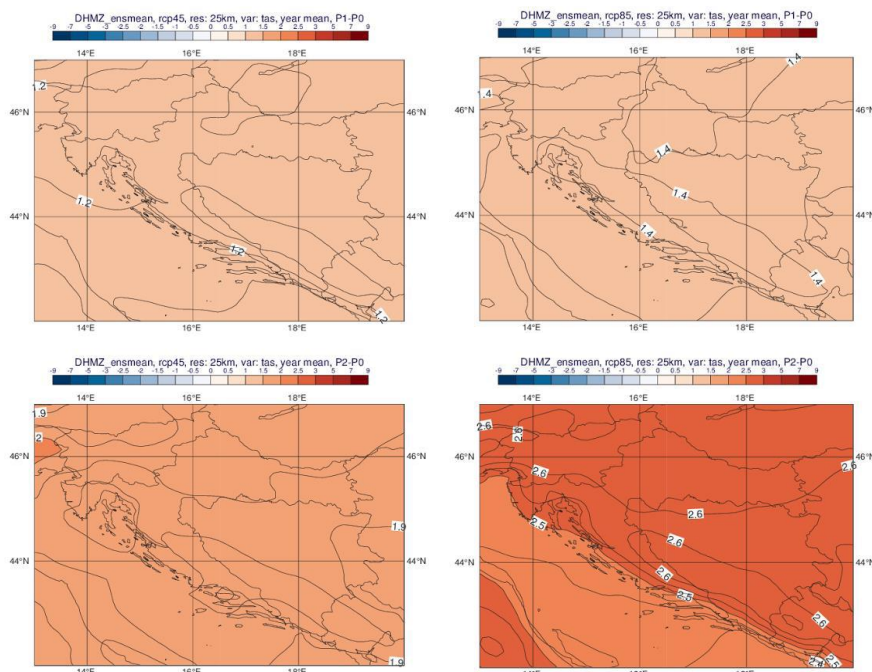 DHMZ_ensmean, rcp45, res: 25km, var: tas, year mean, P1-P0
-9 -7 -5 -3 -2.5 -2 -1.5 -1 -0.5 0 0.5 1 1.5 2 2.5 3 5 7 9
1.2
46°N
1.2
44°N
1.2
1.2
14°E 16°E 18°E
DHMZ_ensmean, rcp85, res: 25km, var: tas, year mean, P1-P0
-9 -7 -5 -3 -2.5 -2 -1.5 -1 -0.5 0 0.5 1 1.5 2 2.5 3 5 7 9
1.4
1.4
46°N
1.4
1.4
44°N
1.4
1.4
14°E 16°E 18°E
DHMZ_ensmean, rcp45, res: 25km, var: tas, year mean, P2-P0
-9 -7 -5 -3 -2.5 -2 -1.5 -1 -0.5 0 0.5 1 1.5 2 2.5 3 5 7 9
14°E 16°E 18°E
1.9
2
46°N 46°N
1.9
44°N 44°N
1.9
14°E 16°E 18°E
DHMZ_ensmean, rcp85, res: 25km, var: tas, year mean, P2-P0
-9 -7 -5 -3 -2.5 -2 -1.5 -1 -0.5 0 0.5 1 1.5 2 2.5 3 5 7 9
14°E 16°E 18°E
2.6
2.6
2.6
46°N 46°N
2.6
2.6
2.5
2.6
44°N 44°N
2.6
2.5
2.6
2.5
14°E 16°E 18°E